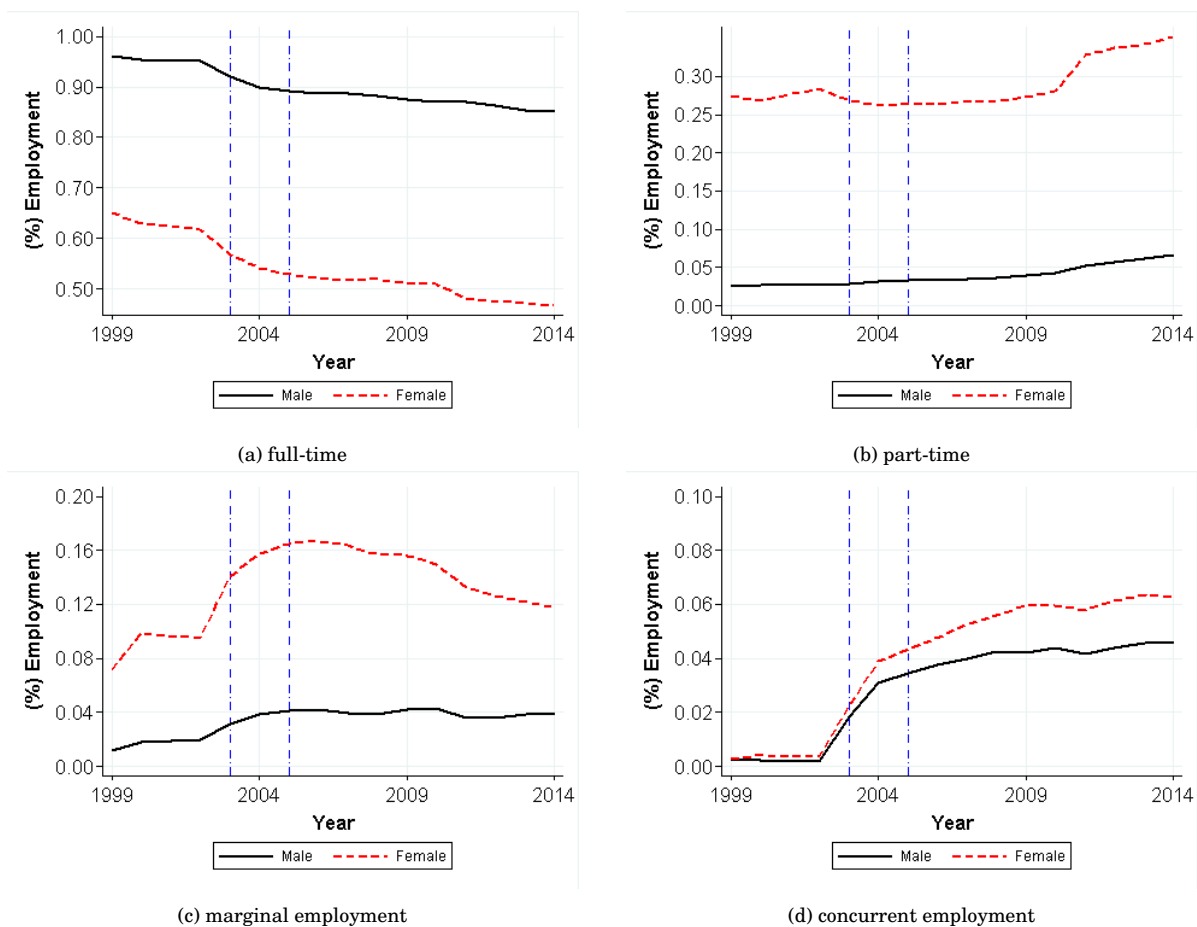 (%) Employment
1.00
0.90
0.80
0.70
0.60
0.50
1999 2004 2009 2014
Year
Male Female
(a) full-time
(%) Employment
0.30
0.25
0.20
0.15
0.10
0.05
0.00
1999 2004 2009 2014
Year
Male Female
(b) part-time
(%) Employment
0.20
0.16
0.12
0.08
0.04
0.00
1999 2004 2009 2014
Year
Male Female
(c) marginal employment
(%) Employment
0.10
0.08
0.06
0.04
0.02
0.00
1999 2004 2009 2014
Year
Male Female
(d) concurrent employment